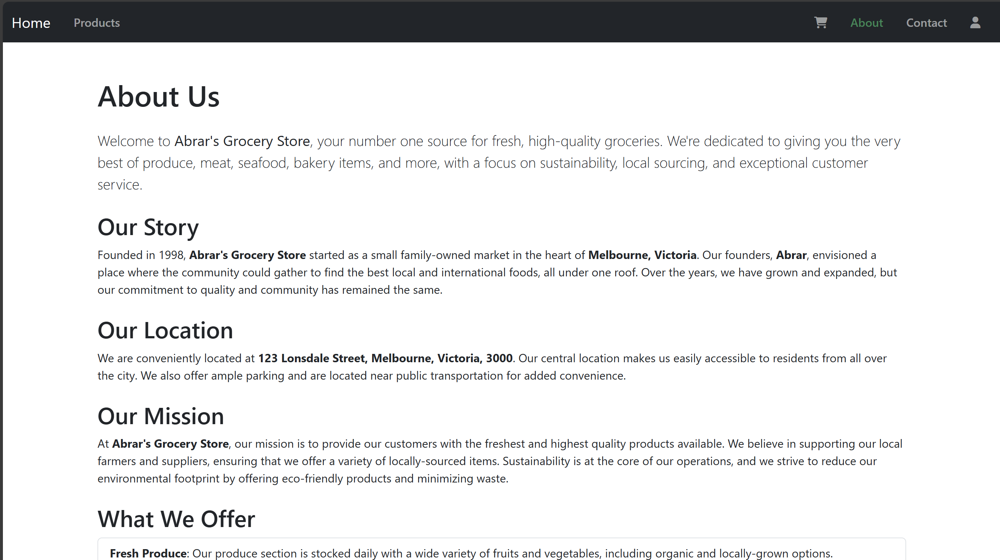 Home Products About Contact
About Us
Welcome to Abrar's Grocery Store, your number one source for fresh, high-quality groceries. We're dedicated to giving you the very
best of produce, meat, seafood, bakery items, and more, with a focus on sustainability, local sourcing, and exceptional customer
service.
Our Story
Founded in 1998, Abrar's Grocery Store started as a small family-owned market in the heart of Melbourne, Victoria. Our founders, Abrar, envisioned a
place where the community could gather to find the best local and international foods, all under one roof. Over the years, we have grown and expanded, but
our commitment to quality and community has remained the same.
Our Location
We are conveniently located at 123 Lonsdale Street, Melbourne, Victoria, 3000. Our central location makes us easily accessible to residents from all over
the city. We also offer ample parking and are located near public transportation for added convenience.
Our Mission
At Abrar's Grocery Store, our mission is to provide our customers with the freshest and highest quality products available. We believe in supporting our local
farmers and suppliers, ensuring that we offer a variety of locally-sourced items. Sustainability is at the core of our operations, and we strive to reduce our
environmental footprint by offering eco-friendly products and minimizing waste.
What We Offer
Fresh Produce: Our produce section is stocked daily with a wide variety of fruits and vegetables, including organic and locally-grown options.